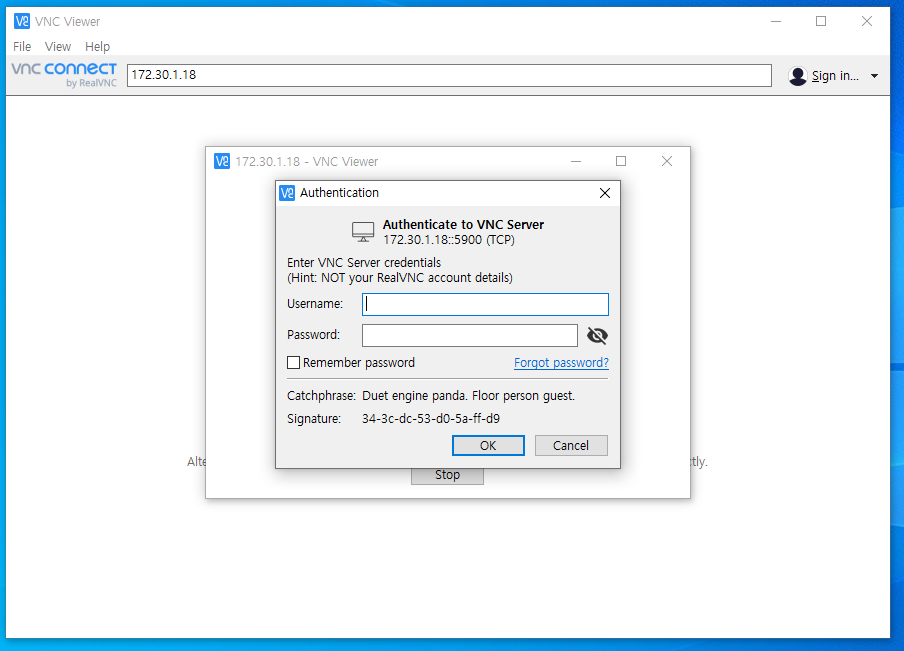 VNC Viewer
File View Help
vnc connect
by RealVNC
172.30.1.18
Sign in...
172.30.1.18 - VNC Viewer
Authentication
Authenticate to VNC Server
172.30.1.18::5900 (TCP)
Enter VNC Server credentials
(Hint: NOT your RealVNC account details)
Username:
Password:
Remember password Forgot password?
Catchphrase: Duet engine panda. Floor person guest.
Signature: 34-3c-dc-53-d0-5a-ff-d9
OK Cancel
Alte
ctly.
Stop